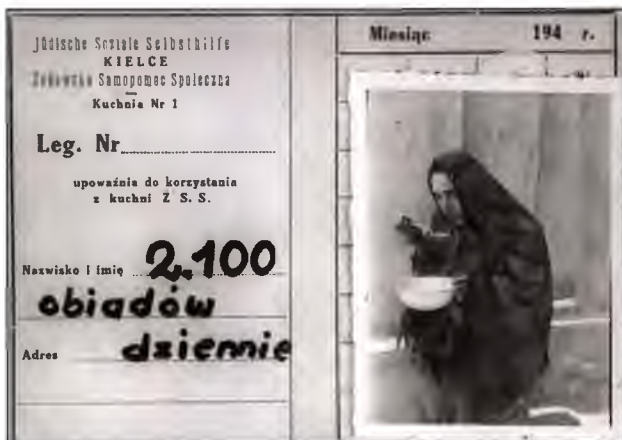 Jüdische Soziale Selbsthilfe
KIELCE
Żydowska Samopomoc Społeczna
Kuchnia Nr 1
Leg. Nr
upoważnia do korzystania
z kuchni Z S. S.
Nazwisko i imię 2.100
obiadów
Adres dziennie
Miesiąc 194 r.